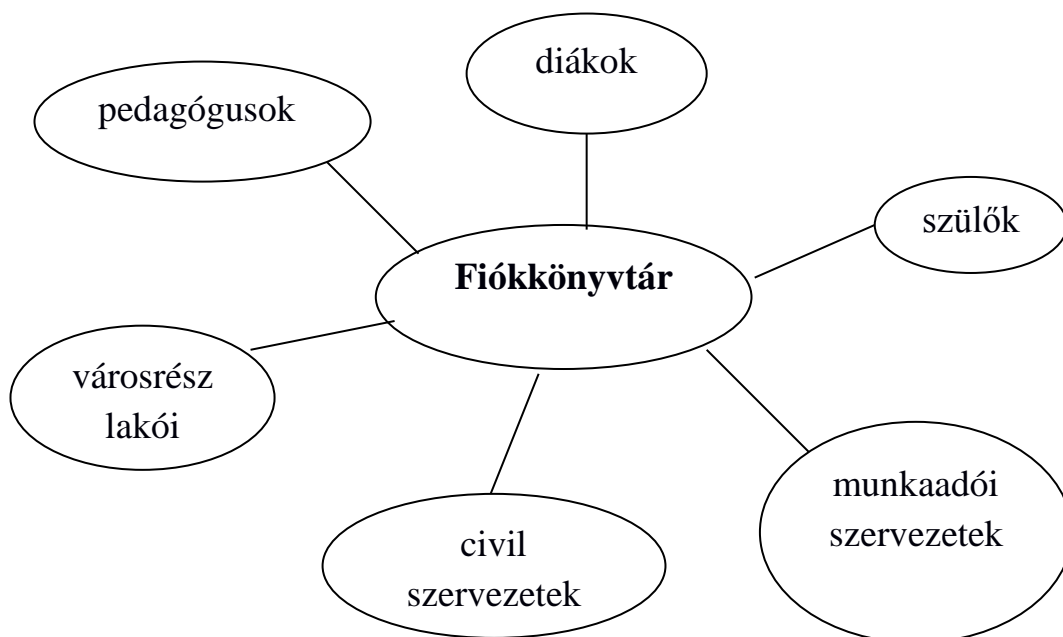 diákok
pedagógusok
szülők
Fiókkönyvtár
városrész
lakói
munkaadói
szervezetek
civil
szervezetek